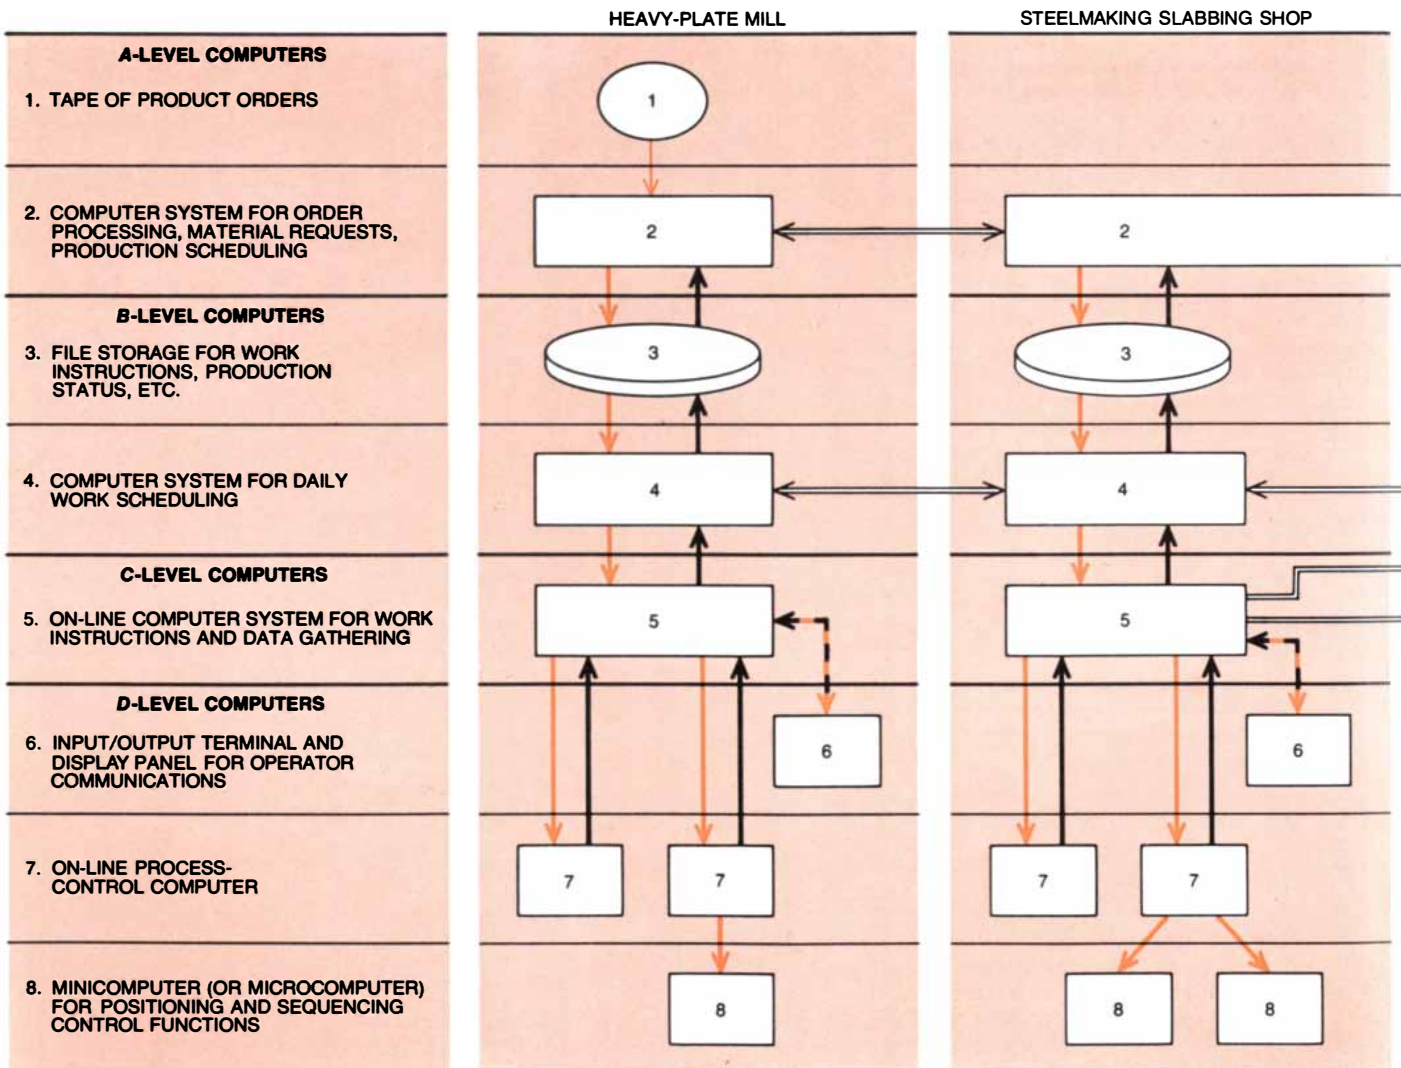 HEAVY-PLATE MILL
STEELMAKING SLABBING SHOP
A-LEVEL COMPUTERS
1. TAPE OF PRODUCT ORDERS
1
2. COMPUTER SYSTEM FOR ORDER
PROCESSING, MATERIAL REQUESTS,
PRODUCTION SCHEDULING
2
2
B-LEVEL COMPUTERS
3. FILE STORAGE FOR WORK
INSTRUCTIONS, PRODUCTION
STATUS, ETC.
3
3
4. COMPUTER SYSTEM FOR DAILY
WORK SCHEDULING
4
4
C-LEVEL COMPUTERS
5. ON-LINE COMPUTER SYSTEM FOR WORK
INSTRUCTIONS AND DATA GATHERING
5
5
D-LEVEL COMPUTERS
6. INPUT/OUTPUT TERMINAL AND
DISPLAY PANEL FOR OPERATOR
COMMUNICATIONS
6
6
7. ON-LINE PROCESS-
CONTROL COMPUTER
7
7
7
7
8. MINICOMPUTER (OR MICROCOMPUTER)
FOR POSITIONING AND SEQUENCING
CONTROL FUNCTIONS
8
8
8